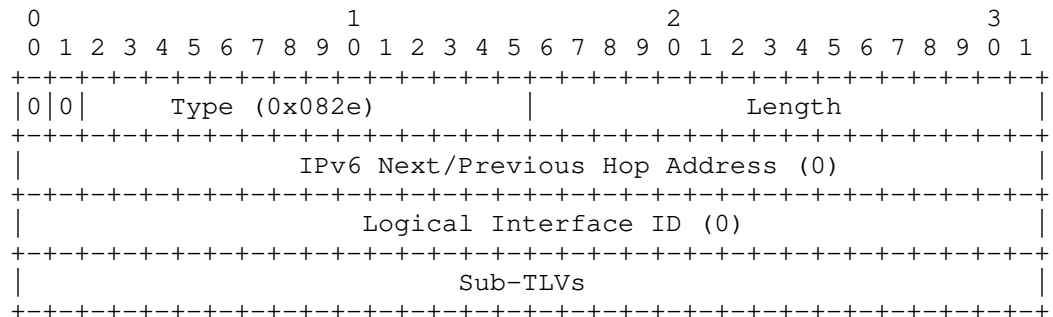 0                   1                   2                   3
 0 1 2 3 4 5 6 7 8 9 0 1 2 3 4 5 6 7 8 9 0 1 2 3 4 5 6 7 8 9 0 1
+-+-+-+-+-+-+-+-+-+-+-+-+-+-+-+-+-+-+-+-+-+-+-+-+-+-+-+-+-+-+-+-+
|0|0|     Type (0x082e)         |             Length            |
+-+-+-+-+-+-+-+-+-+-+-+-+-+-+-+-+-+-+-+-+-+-+-+-+-+-+-+-+-+-+-+-+
|                 IPv6 Next/Previous Hop Address (0)            |
+-+-+-+-+-+-+-+-+-+-+-+-+-+-+-+-+-+-+-+-+-+-+-+-+-+-+-+-+-+-+-+-+
|                     Logical Interface ID (0)                  |
+-+-+-+-+-+-+-+-+-+-+-+-+-+-+-+-+-+-+-+-+-+-+-+-+-+-+-+-+-+-+-+-+
|                           Sub-TLVs                            |
+-+-+-+-+-+-+-+-+-+-+-+-+-+-+-+-+-+-+-+-+-+-+-+-+-+-+-+-+-+-+-+-+